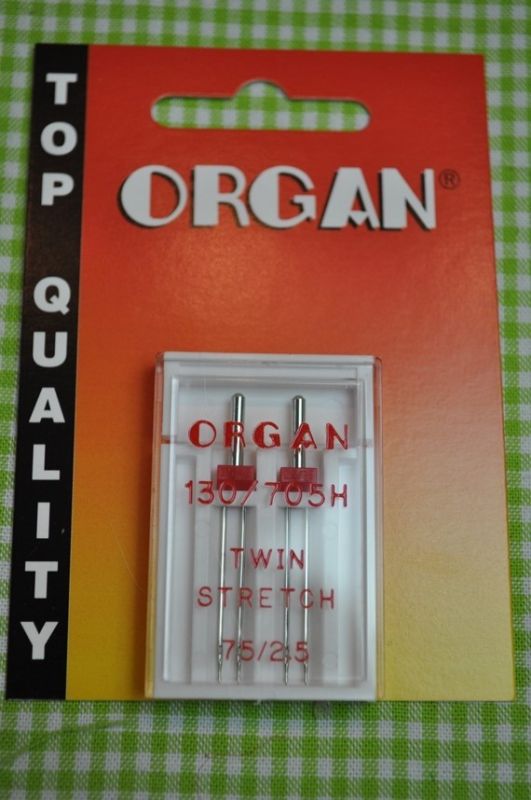 TOP QUALITY
ORGAN®
ORGAN
130/705H
TWIN
STRETCH
75/2.5